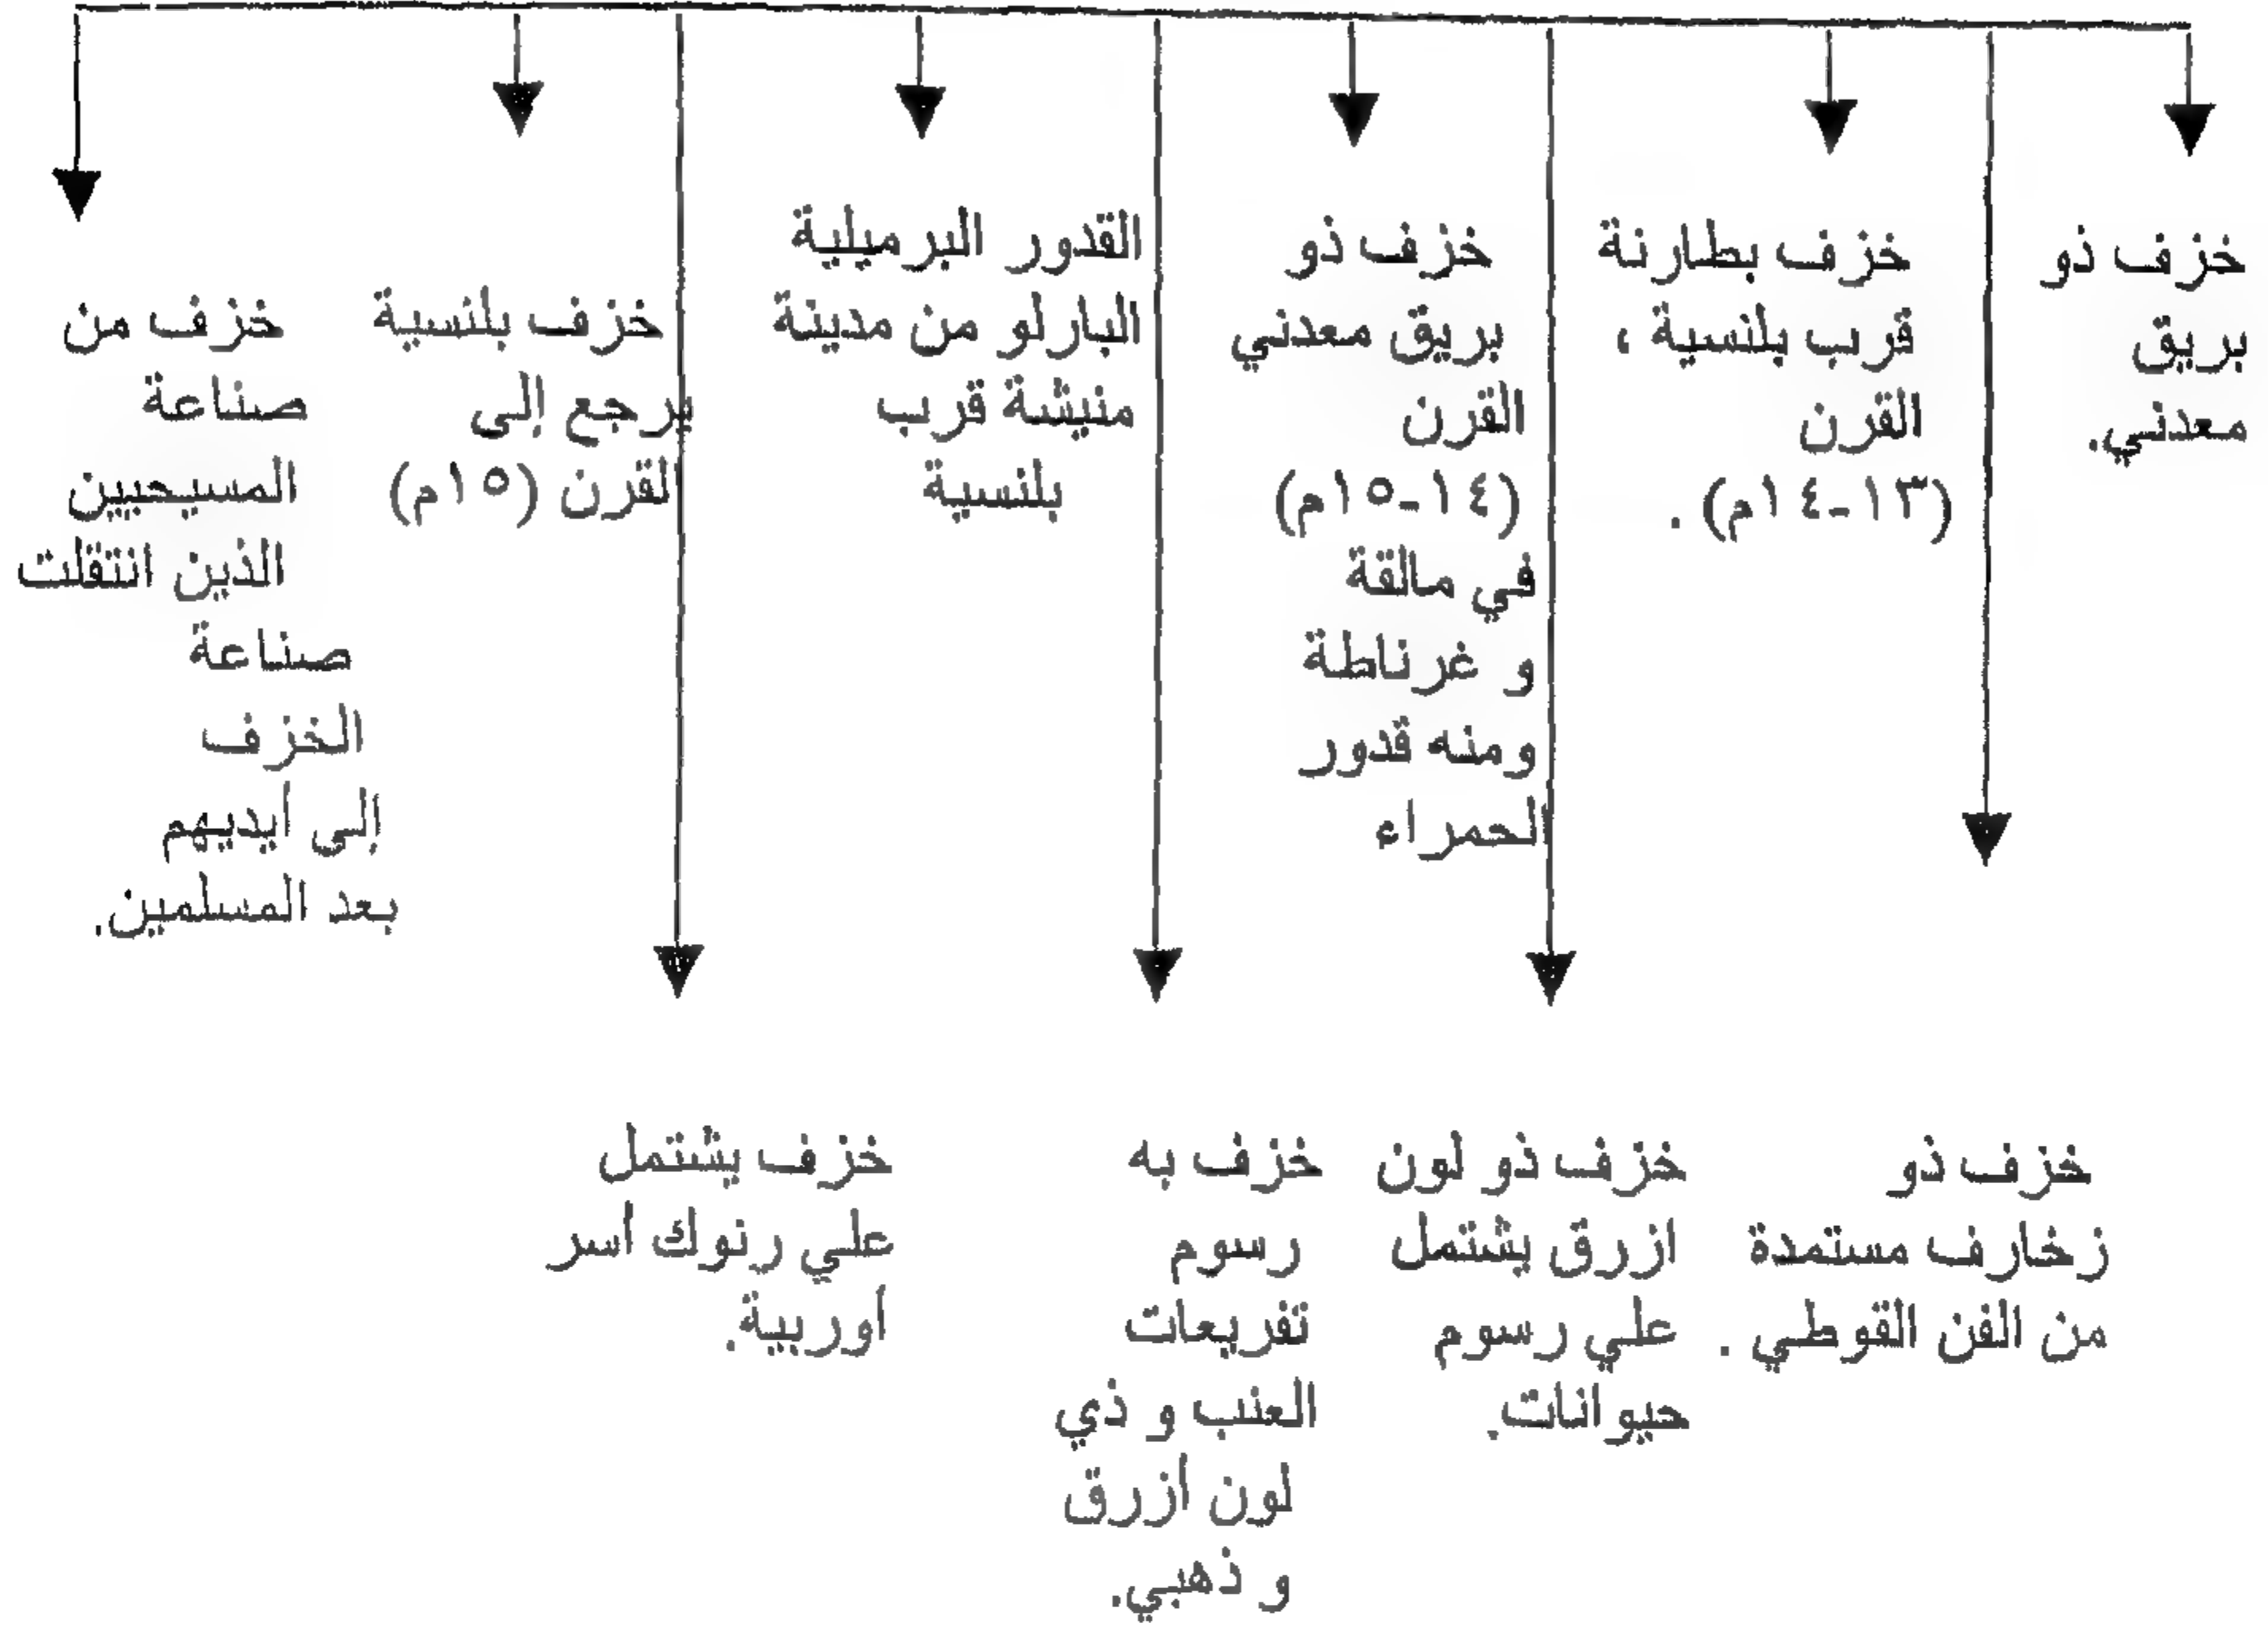 خزف ذو
بريق
معدني.
خزف بطارنة
قرب بلنسية ،
القرن
(١٣-١٤م) .
خزف ذو
بريق معدني
القرن
(١٤-١٥م)
في مالقة
و غرناطة
ومنه قدور
الحمراء
القدور البرميلية
البارلو من مدينة
منيشة قرب
بلنسية
خزف بلنسية
يرجع إلى
القرن (١٥م)
خزف من
صناعة
المسيحيين
الذين انتقلت
صناعة
الخزف
إلى أيديهم
بعد المسلمين.
خزف ذو
زخارف مستمدة
من الفن القوطي .
خزف ذو لون
ازرق يشتمل
علي رسوم
حيوانات.
خزف به
رسوم
تفريعات
العنب و ذي
لون أزرق
و ذهبي.
خزف يشتمل
علي رنوك أسر
أوربية.